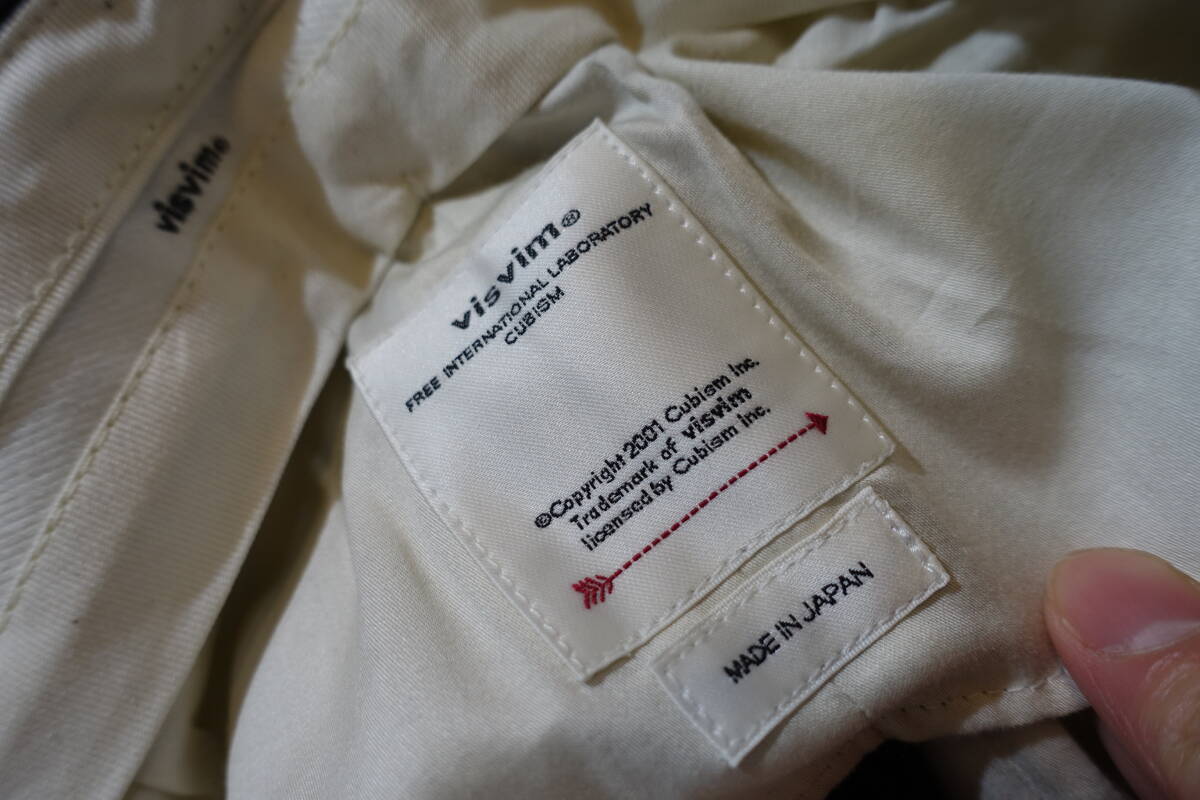 visvim
visvim®
FREE INTERNATIONAL LABORATORY
CUBISM
©Copyright 2001 Cubism Inc.
Trademark of visvim
licensed by Cubism Inc.
MADE IN JAPAN